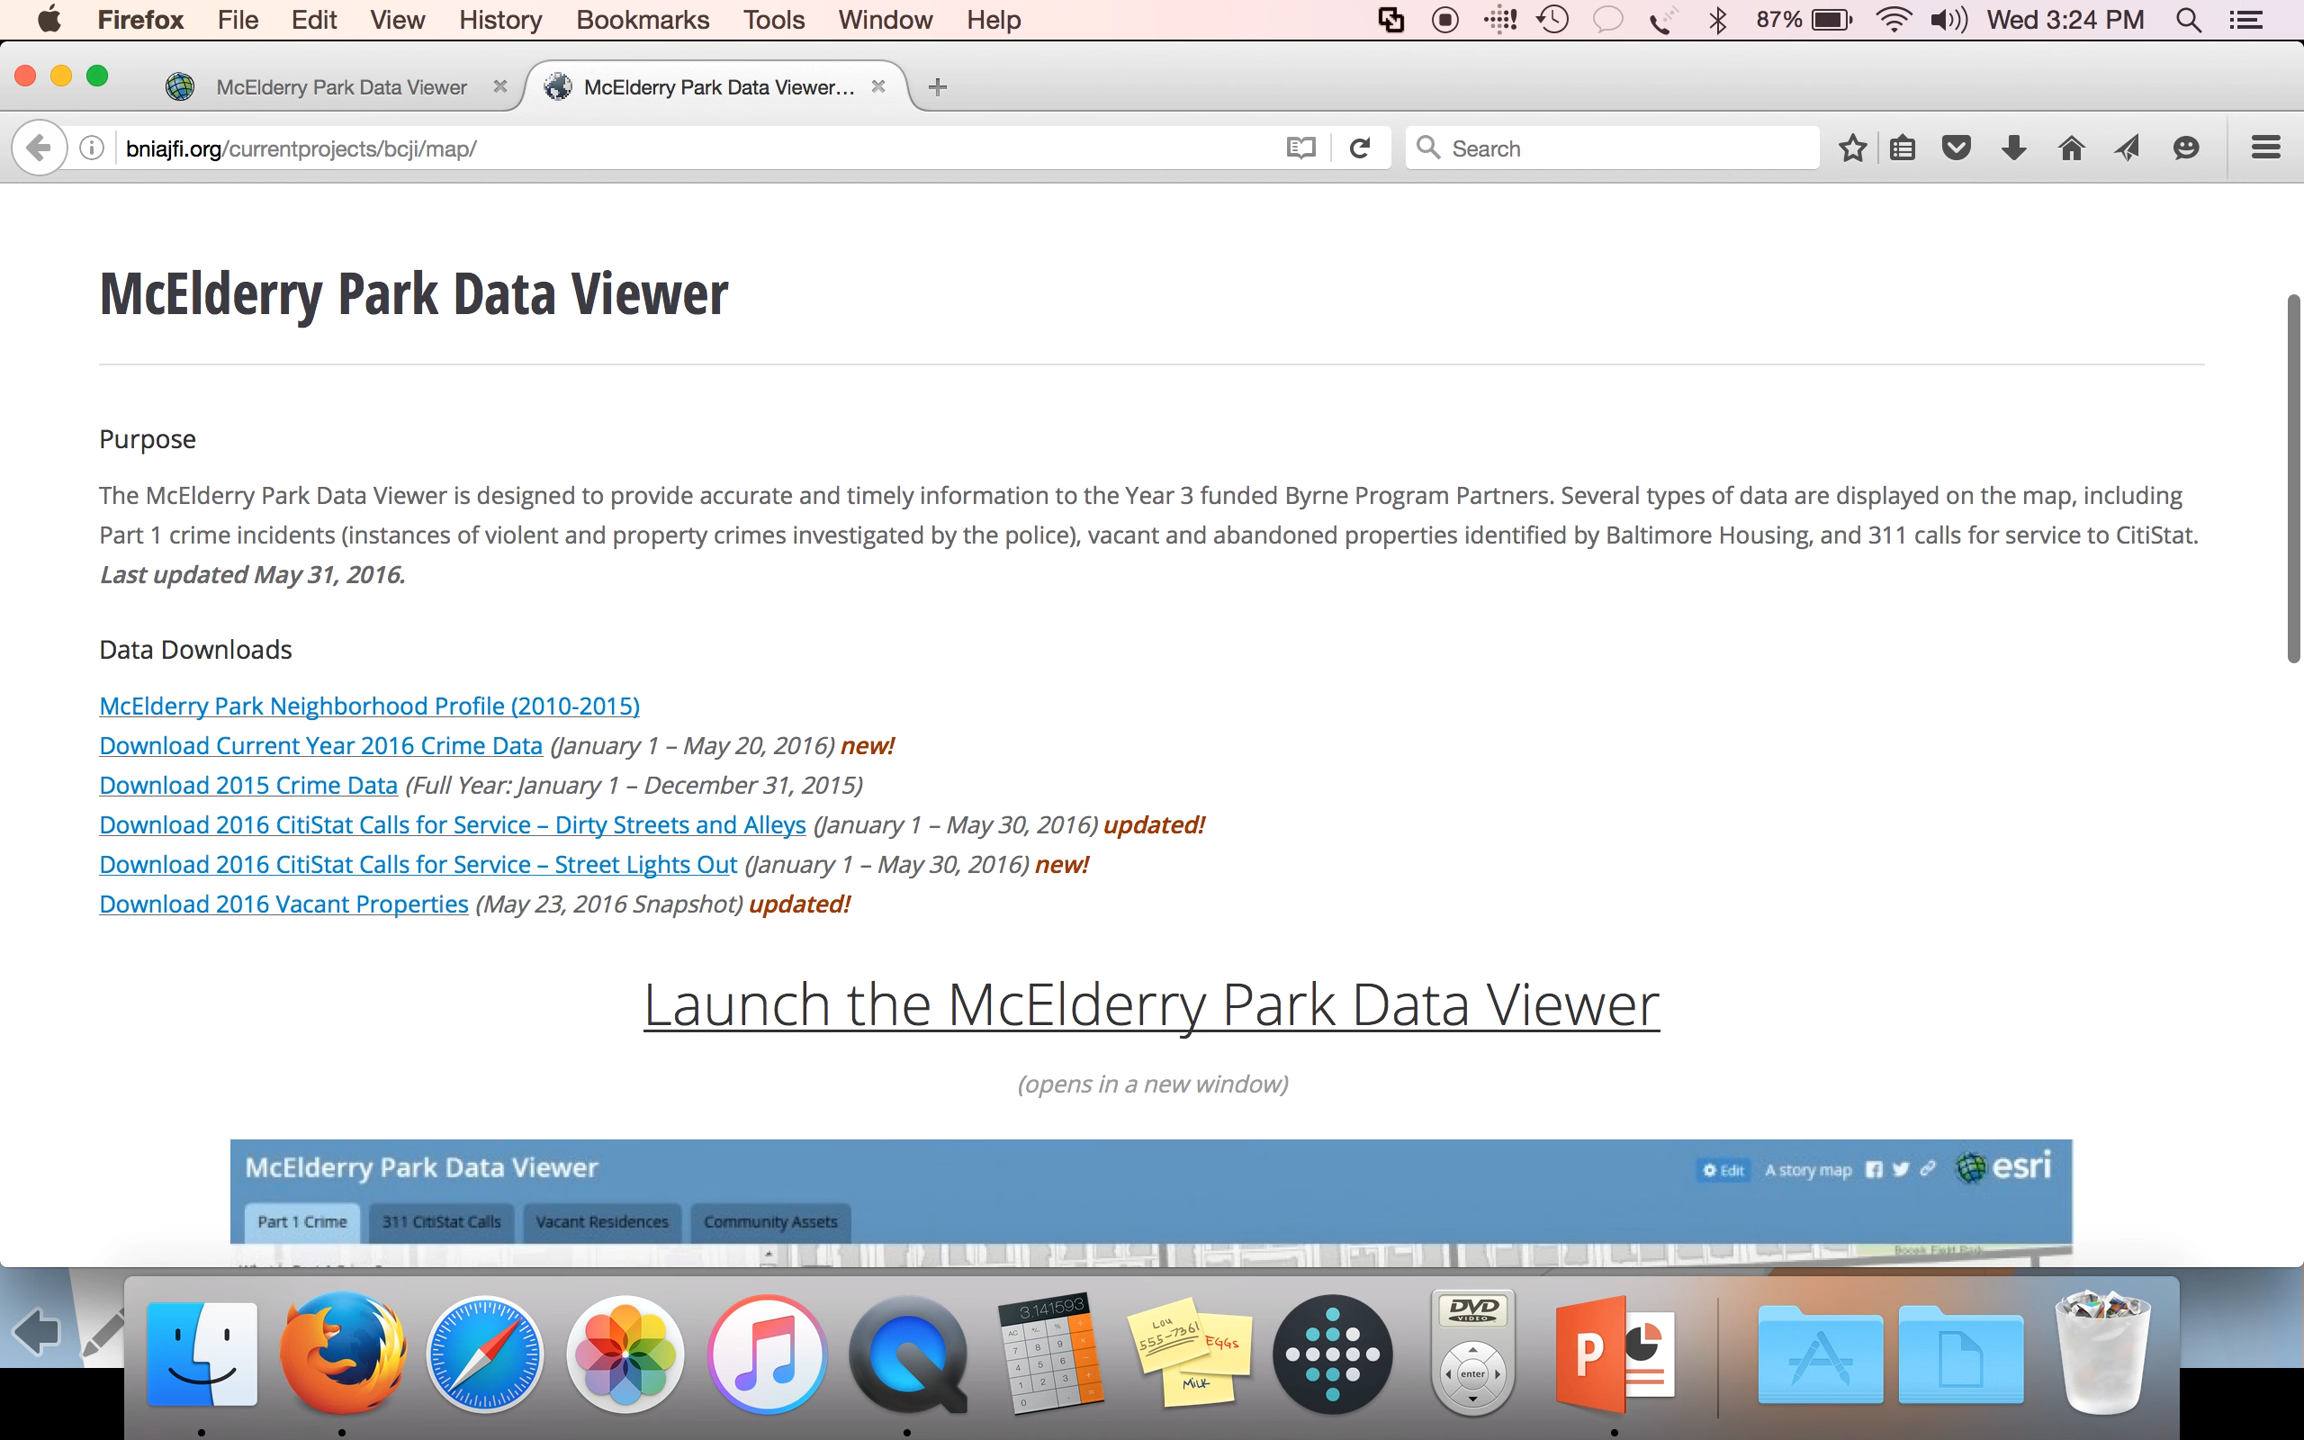 Firefox File Edit View History Bookmarks Tools Window Help 87% Wed 3:24 PM
McElderry Park Data Viewer McElderry Park Data Viewer...
bniajfi.org/currentprojects/bcji/map/ Search
McElderry Park Data Viewer
Purpose
The McElderry Park Data Viewer is designed to provide accurate and timely information to the Year 3 funded Byrne Program Partners. Several types of data are displayed on the map, including
Part 1 crime incidents (instances of violent and property crimes investigated by the police), vacant and abandoned properties identified by Baltimore Housing, and 311 calls for service to CitiStat.
Last updated May 31, 2016.
Data Downloads
McElderry Park Neighborhood Profile (2010-2015)
Download Current Year 2016 Crime Data (January 1 – May 20, 2016) new!
Download 2015 Crime Data (Full Year: January 1 – December 31, 2015)
Download 2016 CitiStat Calls for Service – Dirty Streets and Alleys (January 1 – May 30, 2016) updated!
Download 2016 CitiStat Calls for Service – Street Lights Out (January 1 – May 30, 2016) new!
Download 2016 Vacant Properties (May 23, 2016 Snapshot) updated!
Launch the McElderry Park Data Viewer
(opens in a new window)
McElderry Park Data Viewer Edit A story map esri
Part 1 Crime 311 CitiStat Calls Vacant Residences Community Assets
3.141593
Lou
555-7361
EGGS
MILK
DVD
VIDEO
enter
P